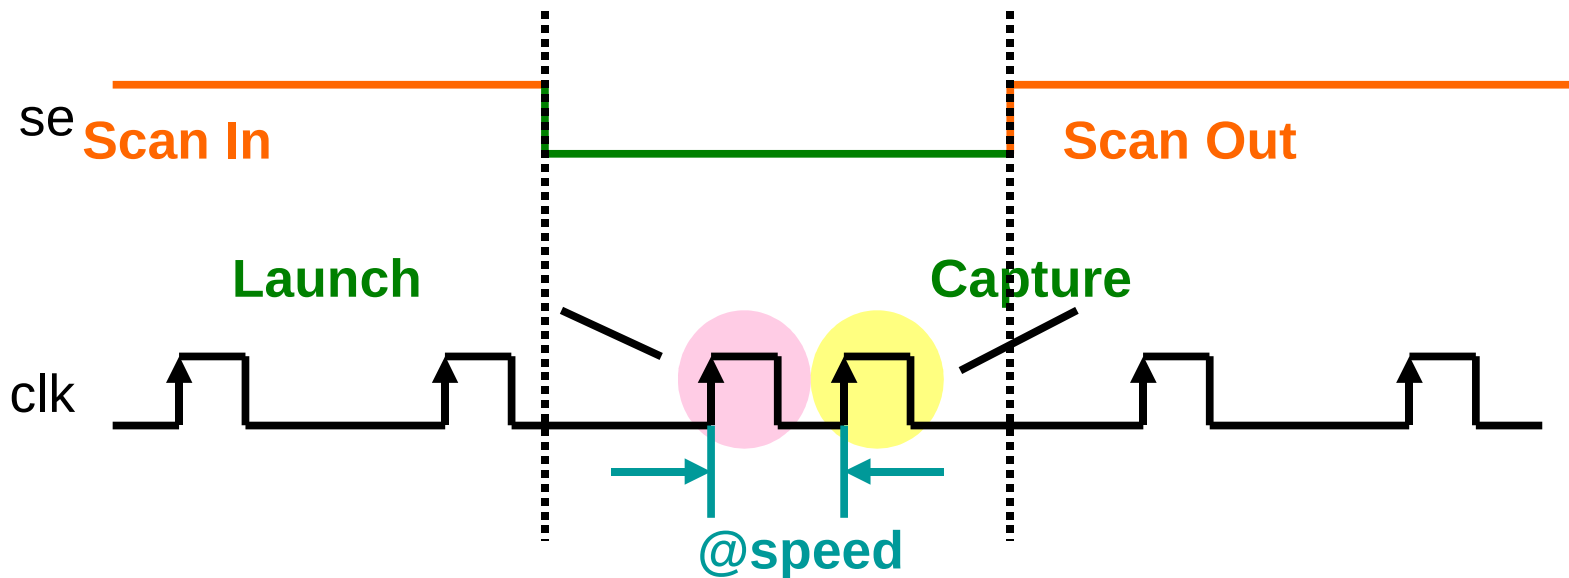 se
Scan In
Scan Out
Launch
Capture
clk
@speed